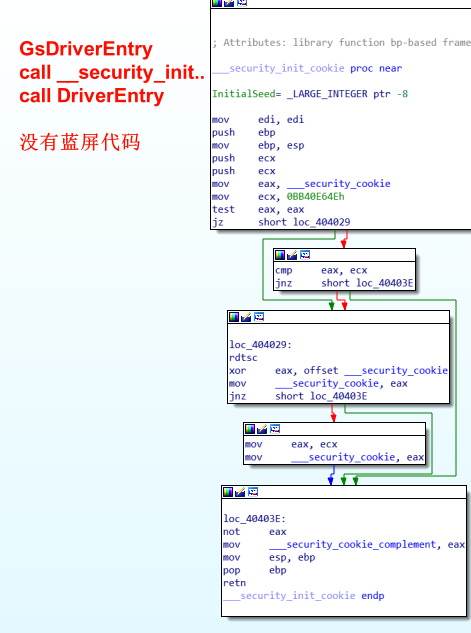 GsDriverEntry
call __security_init..
call DriverEntry
没有蓝屏代码
; Attributes: library function bp-based frame
___security_init_cookie proc near
InitialSeed= _LARGE_INTEGER ptr -8
mov     edi, edi
push    ebp
mov     ebp, esp
push    ecx
push    ecx
mov     eax, ___security_cookie
mov     ecx, 0BB40E64Eh
test    eax, eax
jz      short loc_404029
cmp     eax, ecx
jnz     short loc_40403E
loc_404029:
rdtsc
xor     eax, offset ___security_cookie
mov     ___security_cookie, eax
jnz     short loc_40403E
mov     eax, ecx
mov     ___security_cookie, eax
loc_40403E:
not     eax
mov     ___security_cookie_complement, eax
mov     esp, ebp
pop     ebp
retn
___security_init_cookie endp